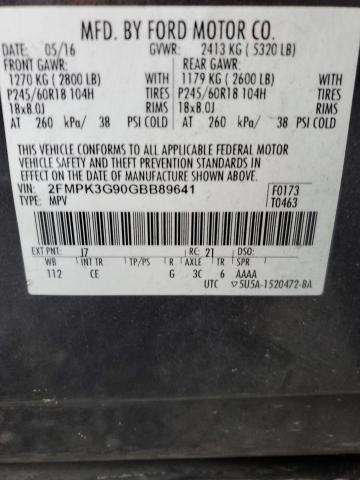 MFD. BY FORD MOTOR CO.
DATE: 05/16 GVWR: 2413 KG ( 5320 LB)
FRONT GAWR: REAR GAWR:
1270 KG ( 2800 LB) WITH 1179 KG ( 2600 LB) WITH
P245/60R18 104H TIRES P245/60R18 104H TIRES
18x8.0J RIMS 18x8.0J RIMS
AT 260 kPa/ 38 PSI COLD AT 260 kPa/ 38 PSI COLD
THIS VEHICLE CONFORMS TO ALL APPLICABLE FEDERAL MOTOR
VEHICLE SAFETY AND THEFT PREVENTION STANDARDS IN
EFFECT ON THE DATE OF MANUFACTURE SHOWN ABOVE.
VIN: 2FMPK3G90GBB89641 F0173
TYPE: MPV T0463
EXT PNT: J7 RC: 21 DSO:
WB INT TR TP/PS R AXLE TR SPR
112 CE G 3C 6 AAAA
UTC ▽5U5A-1520472-BA